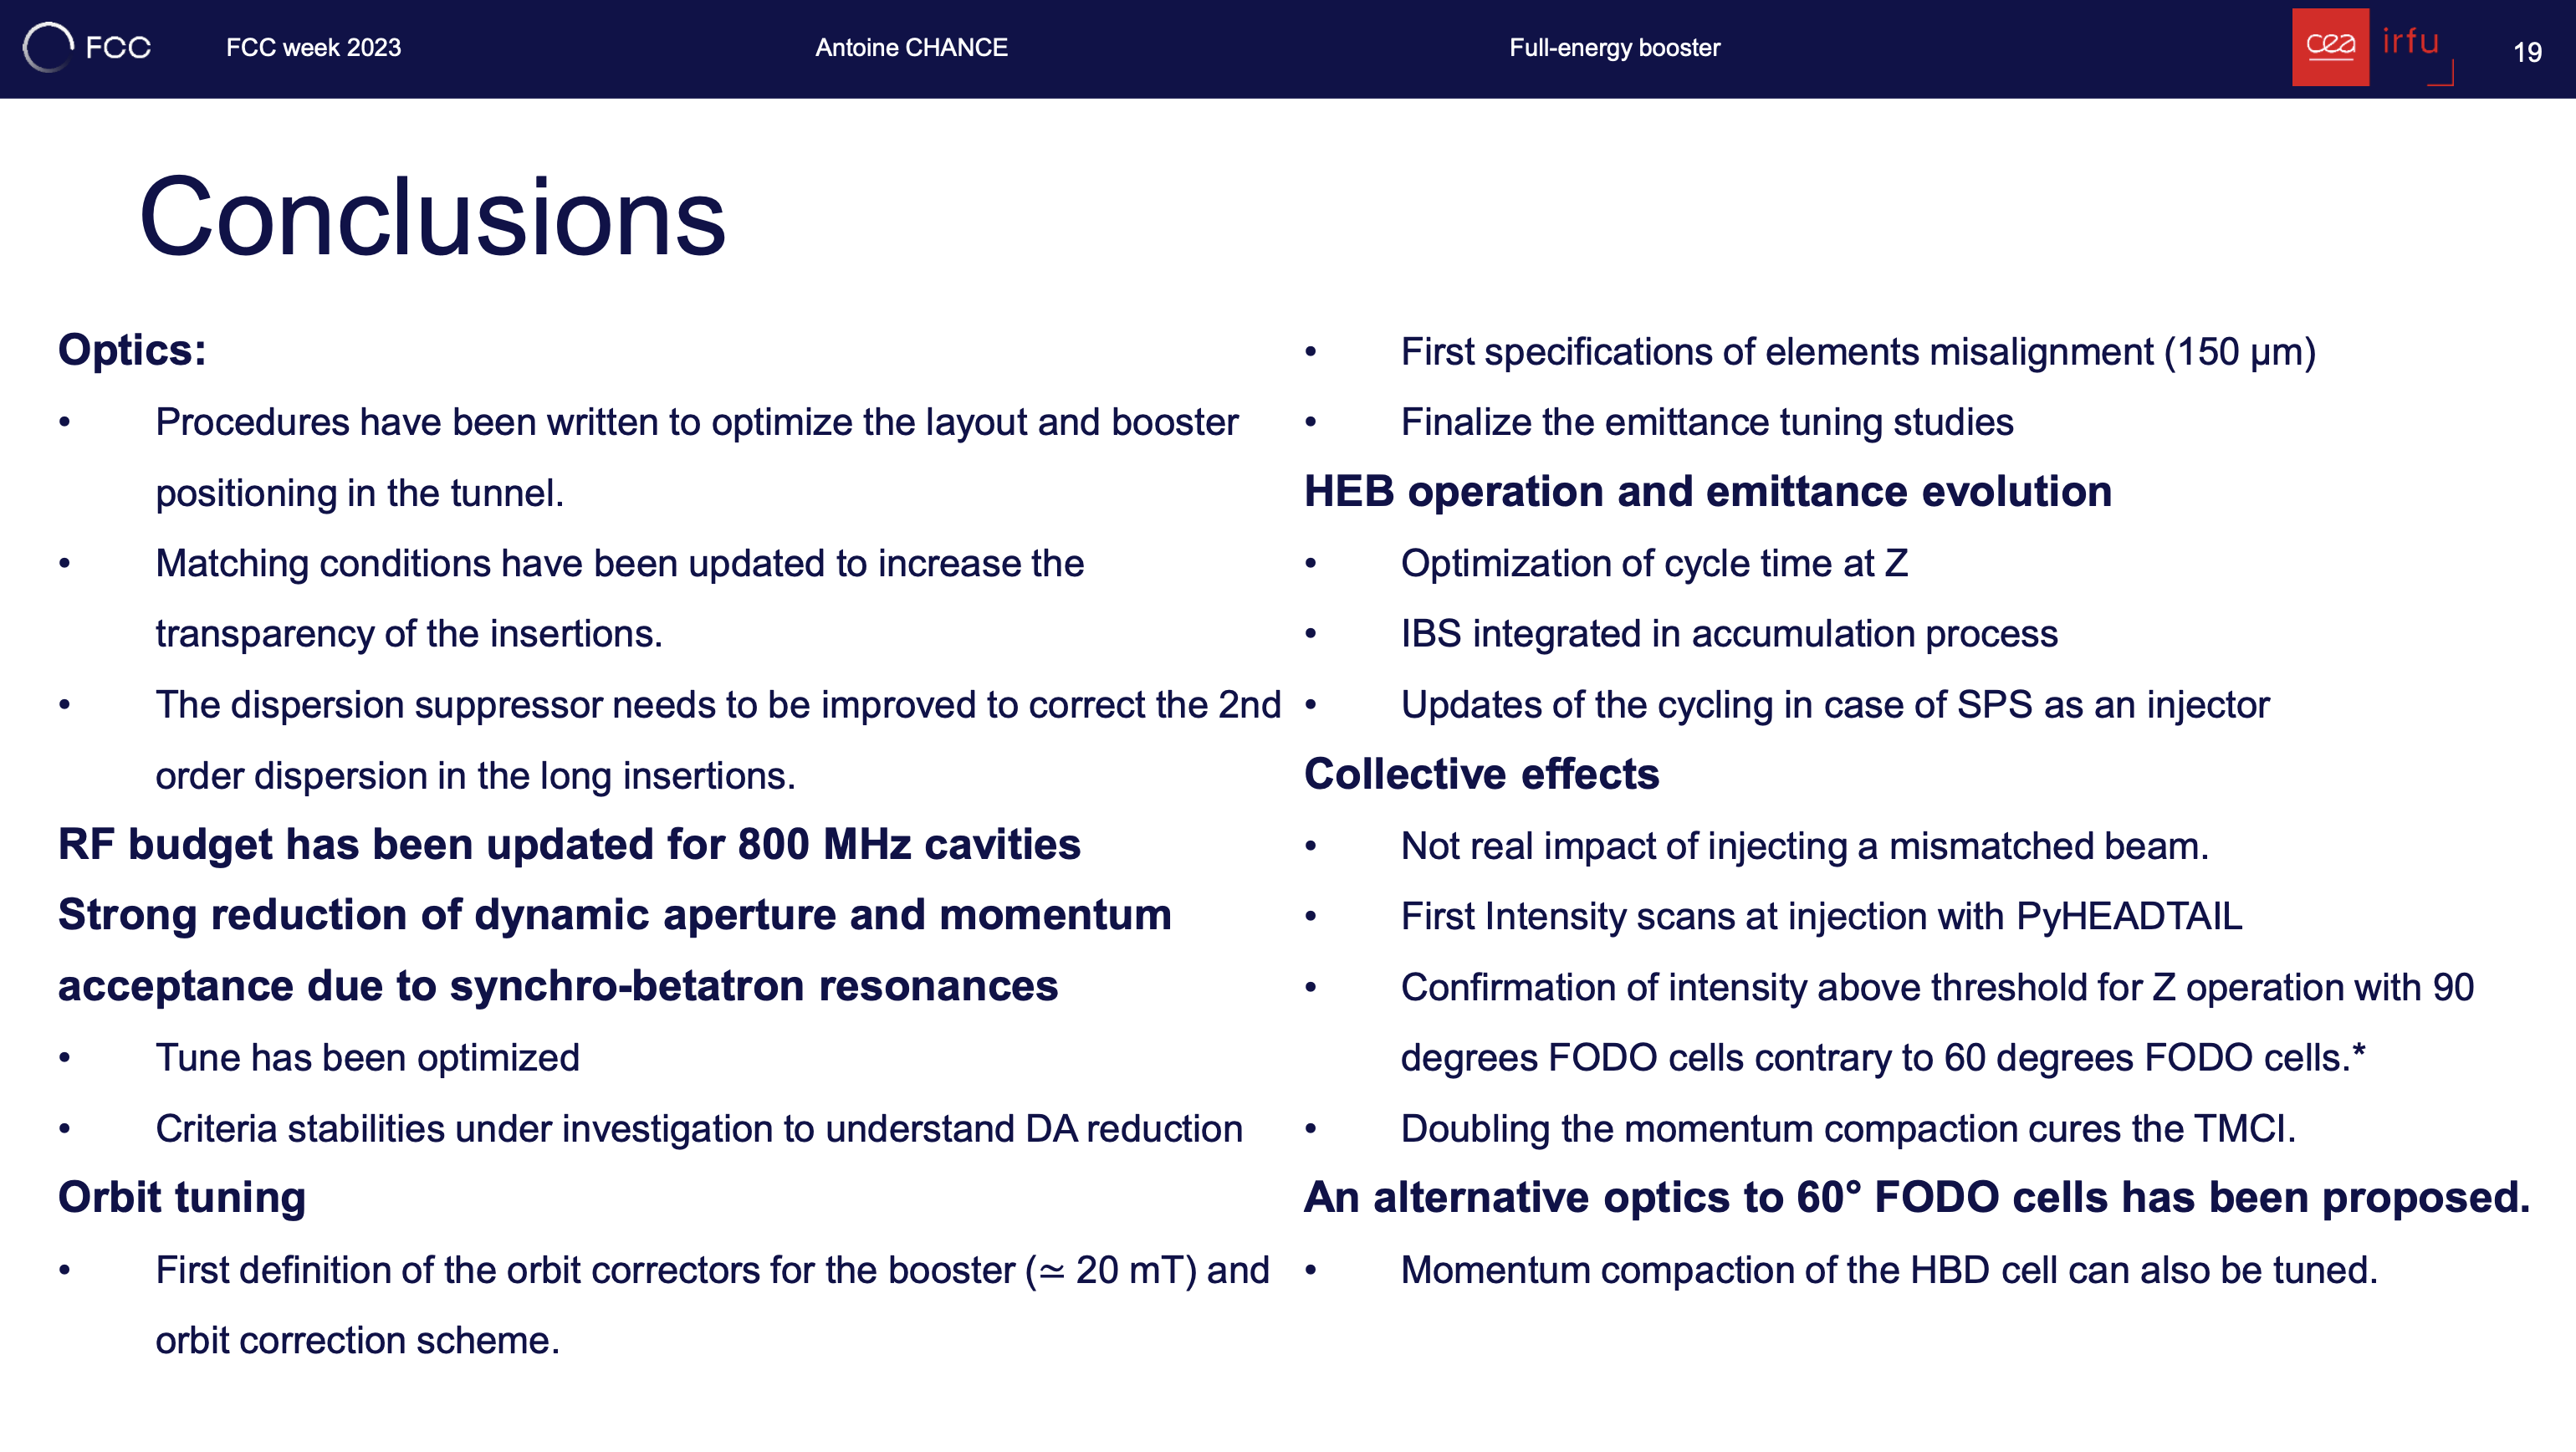 FCC
FCC week 2023
Antoine CHANCE
Full-energy booster
cea
irfu
19
Conclusions
Optics:
• Procedures have been written to optimize the layout and booster
positioning in the tunnel.
• Matching conditions have been updated to increase the
transparency of the insertions.
• The dispersion suppressor needs to be improved to correct the 2nd
order dispersion in the long insertions.
RF budget has been updated for 800 MHz cavities
Strong reduction of dynamic aperture and momentum
acceptance due to synchro-betatron resonances
• Tune has been optimized
• Criteria stabilities under investigation to understand DA reduction
Orbit tuning
• First definition of the orbit correctors for the booster (≃ 20 mT) and
orbit correction scheme.
• First specifications of elements misalignment (150 µm)
• Finalize the emittance tuning studies
HEB operation and emittance evolution
• Optimization of cycle time at Z
• IBS integrated in accumulation process
• Updates of the cycling in case of SPS as an injector
Collective effects
• Not real impact of injecting a mismatched beam.
• First Intensity scans at injection with PyHEADTAIL
• Confirmation of intensity above threshold for Z operation with 90
degrees FODO cells contrary to 60 degrees FODO cells.*
• Doubling the momentum compaction cures the TMCI.
An alternative optics to 60° FODO cells has been proposed.
• Momentum compaction of the HBD cell can also be tuned.